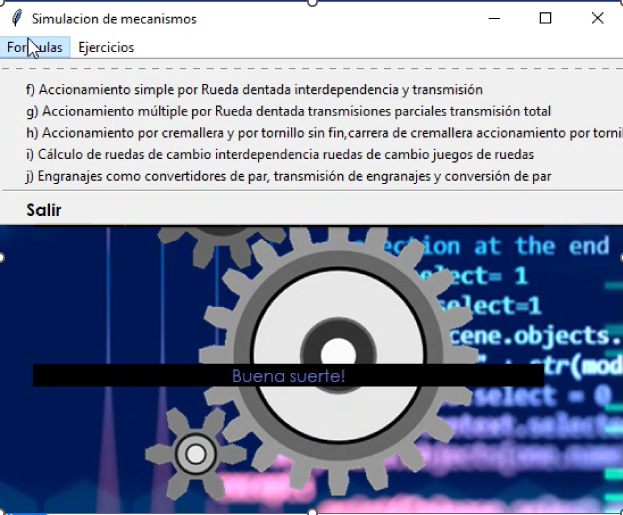 Simulacion de mecanismos
Formulas Ejercicios
f) Accionamiento simple por Rueda dentada interdependencia y transmisión
g) Accionamiento múltiple por Rueda dentada transmisiones parciales transmisión total
h) Accionamiento por cremallera y por tornillo sin fin,carrera de cremallera accionamiento por tornil
i) Cálculo de ruedas de cambio interdependencia ruedas de cambio juegos de ruedas
j) Engranajes como convertidores de par, transmisión de engranajes y conversión de par
Salir
ection at the end
select= 1
select=1
cene.objects.
str(mod
select = 0
Buena suerte!